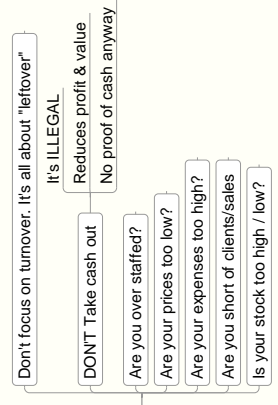 Don't focus on turnover. It's all about "leftover"
DON'T Take cash out
It's ILLEGAL
Reduces profit & value
No proof of cash anyway
Are you over staffed?
Are your prices too low?
Are your expenses too high?
Are you short of clients/sales
Is your stock too high / low?